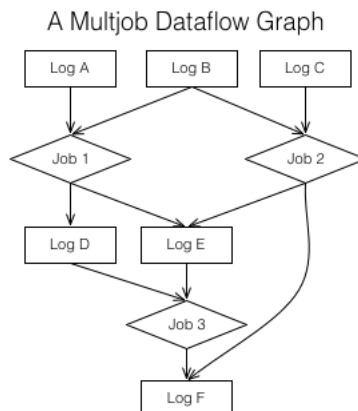 A Multjob Dataflow Graph
Log A
Log B
Log C
Job 1
Job 2
Log D
Log E
Job 3
Log F